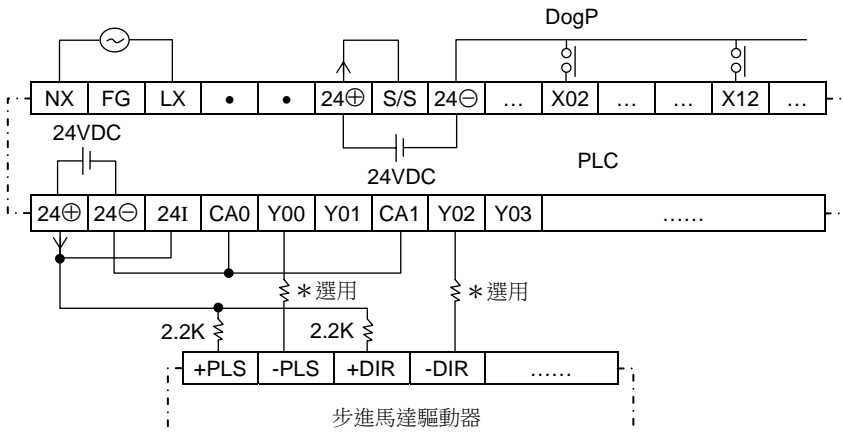 DogP
NX FG LX • • 24⊕ S/S 24⊖ … X02 … … X12 …
24VDC
24VDC
PLC
24⊕ 24⊖ 24I CA0 Y00 Y01 CA1 Y02 Y03 ……
＊選用 ＊選用
2.2K 2.2K
+PLS -PLS +DIR -DIR ……
步進馬達驅動器